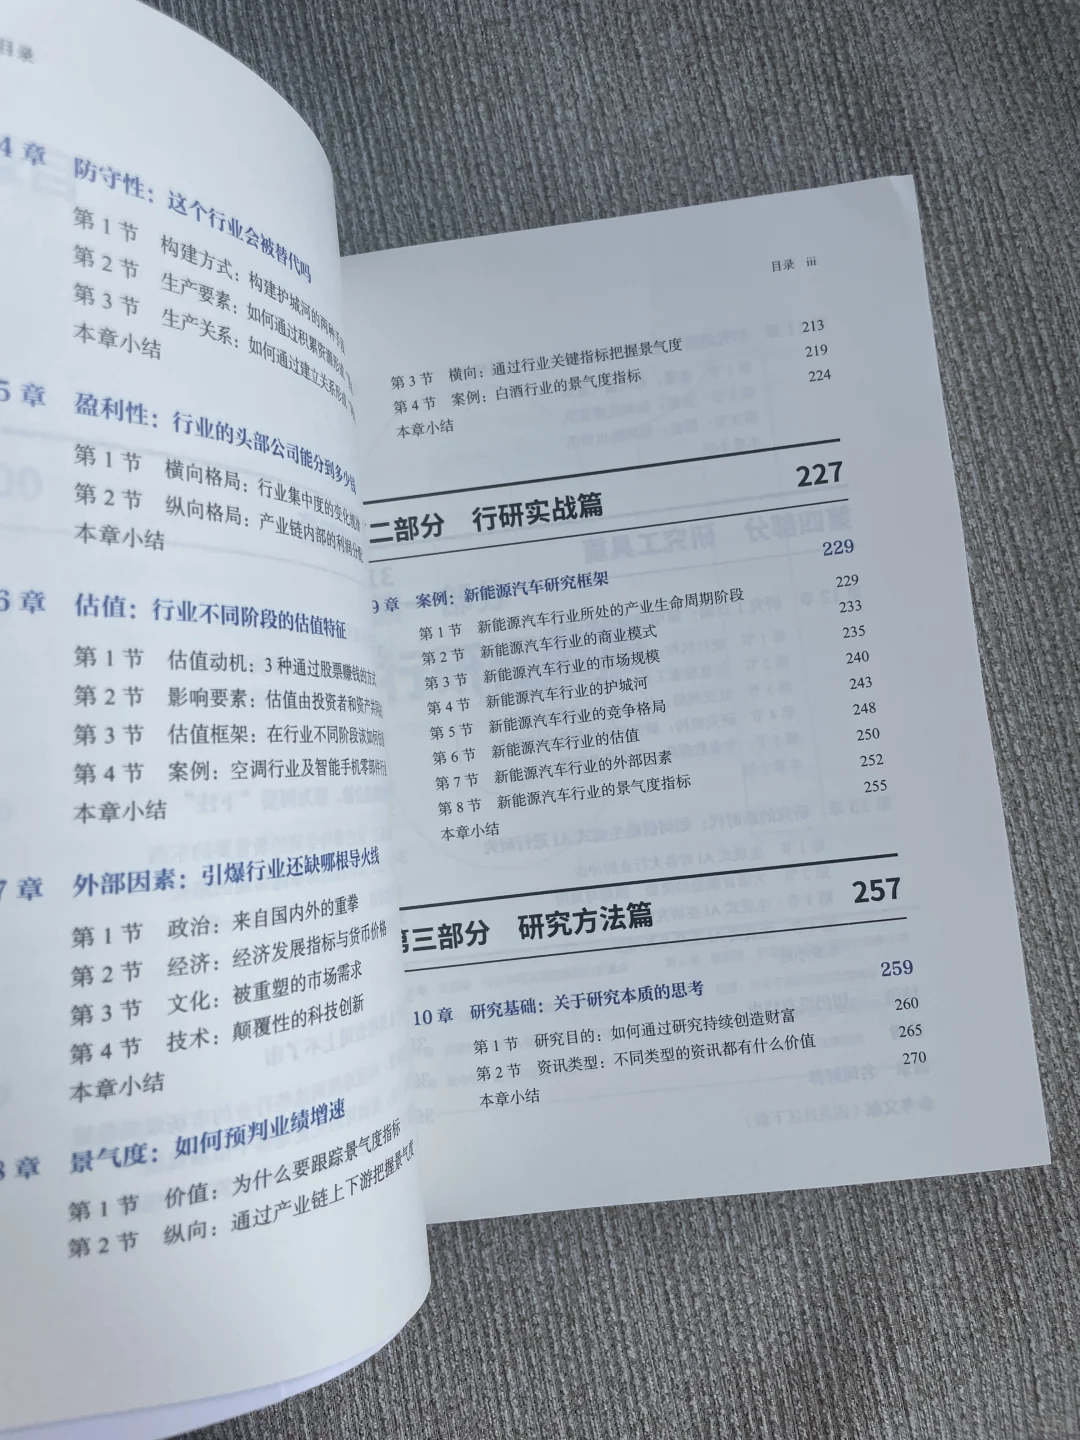 目录
4 章 防守性：这个行业会被替代吗
第 1 节 构建方式：构建护城河的两种手段
第 2 节 生产要素：如何通过积累资源形成
第 3 节 生产关系：如何通过建立关系形成
本章小结
5 章 盈利性：行业的头部公司能分到多少钱
第 1 节 横向格局：行业集中度的变化规律
第 2 节 纵向格局：产业链内部的利润分配
本章小结
6 章 估值：行业不同阶段的估值特征
第 1 节 估值动机：3 种通过股票赚钱的方式
第 2 节 影响要素：估值由投资者和资产共同
第 3 节 估值框架：在行业不同阶段该如何估
第 4 节 案例：空调行业及智能手机零部件行业
本章小结
7 章 外部因素：引爆行业还缺哪根导火线
第 1 节 政治：来自国内外的重拳
第 2 节 经济：经济发展指标与货币价格
第 3 节 文化：被重塑的市场需求
第 4 节 技术：颠覆性的科技创新
本章小结
8 章 景气度：如何预判业绩增速
第 1 节 价值：为什么要跟踪景气度指标
第 2 节 纵向：通过产业链上下游把握景气度
目录 iii
第 3 节 横向：通过行业关键指标把握景气度 213
第 4 节 案例：白酒行业的景气度指标 219
本章小结 224
二部分 行研实战篇 227
9 章 案例：新能源汽车研究框架 229
第 1 节 新能源汽车行业所处的产业生命周期阶段 229
第 2 节 新能源汽车行业的商业模式 233
第 3 节 新能源汽车行业的市场规模 235
第 4 节 新能源汽车行业的护城河 240
第 5 节 新能源汽车行业的竞争格局 243
第 6 节 新能源汽车行业的估值 248
第 7 节 新能源汽车行业的外部因素 250
第 8 节 新能源汽车行业的景气度指标 252
本章小结 255
第三部分 研究方法篇 257
10 章 研究基础：关于研究本质的思考 259
第 1 节 研究目的：如何通过研究持续创造财富 260
第 2 节 资讯类型：不同类型的资讯都有什么价值 265
本章小结 270